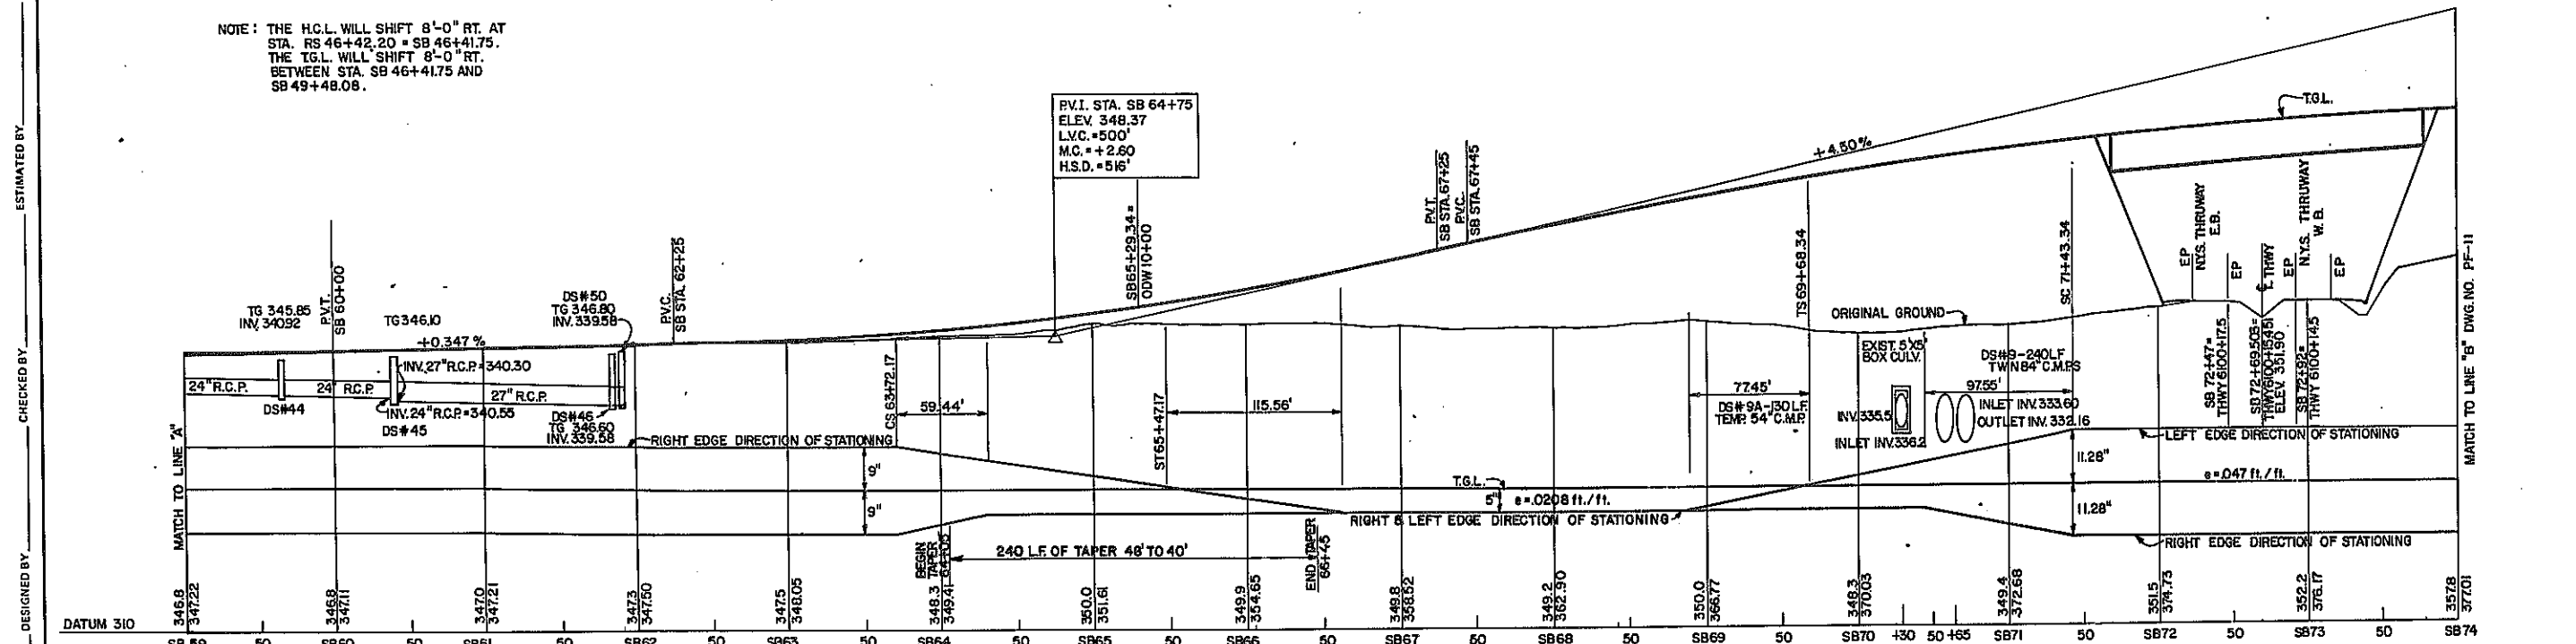 NOTE: THE H.C.L. WILL SHIFT 8'-0" RT. AT
STA. RS 46+42.20 = SB 46+41.75.
THE T.G.L. WILL SHIFT 8'-0" RT.
BETWEEN STA. SB 46+41.75 AND
SB 49+48.08.
ESTIMATED BY
CHECKED BY
DESIGNED BY
P.V.I. STA. SB 64+75
ELEV. 348.37
L.V.C. = 500'
M.C. = +2.60
H.S.D. = 516'
T.G.L.
+4.50%
P.V.T.
SB STA. 67+25
P.V.C.
SB STA. 67+45
SB65+29.34 =
ODW 10+00
TS 69+68.34
SC 71+43.34
EP
N.Y.S. THRUWAY
E.B.
EP
EP
N.Y.S. THRUWAY
W.B.
EP
MATCH TO LINE "B" DWG. NO. PF-11
TG 345.85
INV. 340.92
P.V.T.
SB 60+00
TG 346.10
DS#50
TG 346.80
INV. 339.58
P.V.C.
SB STA. 62+25
+0.347 %
ORIGINAL GROUND
24" R.C.P.
DS#44
24" R.C.P.
INV. 27" R.C.P. = 340.30
27" R.C.P.
INV. 24" R.C.P. = 340.55
DS#45
DS#46
TG 346.60
INV. 339.58
CS 63+72.17
59.44'
ST 65+47.17
115.56'
77.45'
DS#9A-130 L.F.
TEMP. 54" C.M.P.
EXIST. 5'X5'
BOX CULV.
INV. 335.5
INLET INV. 336.2
DS#9-240LF
TWIN 84" C.M.P.S
97.55'
INLET INV. 333.60
OUTLET INV. 332.16
SB 72+47 =
THWY 6100+17.5
ELEV. 351.90
SB 72+92 =
THWY 6100+14.5
MATCH TO LINE "A"
RIGHT EDGE DIRECTION OF STATIONING
LEFT EDGE DIRECTION OF STATIONING
9"
9"
T.G.L.
5"
e=.0208 ft./ft.
RIGHT & LEFT EDGE DIRECTION OF STATIONING
11.28"
e=.047 ft./ft.
11.28"
RIGHT EDGE DIRECTION OF STATIONING
BEGIN
TAPER
64+05
240 L.F. OF TAPER 48' TO 40'
END TAPER
66+45
346.8 347.22 346.8 347.11 347.0 347.21 347.3 347.50 347.5 348.05 348.3 349.41 350.0 351.61 349.9 354.65 349.8 358.52 349.2 362.90 350.0 366.77 348.3 370.03 349.4 372.68 351.5 374.73 352.2 376.17 357.8 377.01
DATUM 310
SB 59 50 SB60 50 SB61 50 SB62 50 SB63 50 SB64 50 SB65 50 SB66 50 SB67 50 SB68 50 SB69 50 SB70 +30 50 +65 SB71 50 SB72 50 SB73 50 SB74